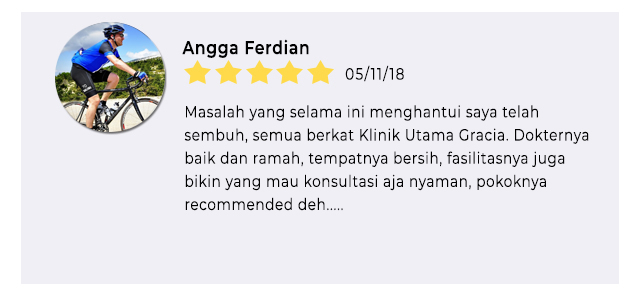 Angga Ferdian
05/11/18
Masalah yang selama ini menghantui saya telah
sembuh, semua berkat Klinik Utama Gracia. Dokternya
baik dan ramah, tempatnya bersih, fasilitasnya juga
bikin yang mau konsultasi aja nyaman, pokoknya
recommended deh.....